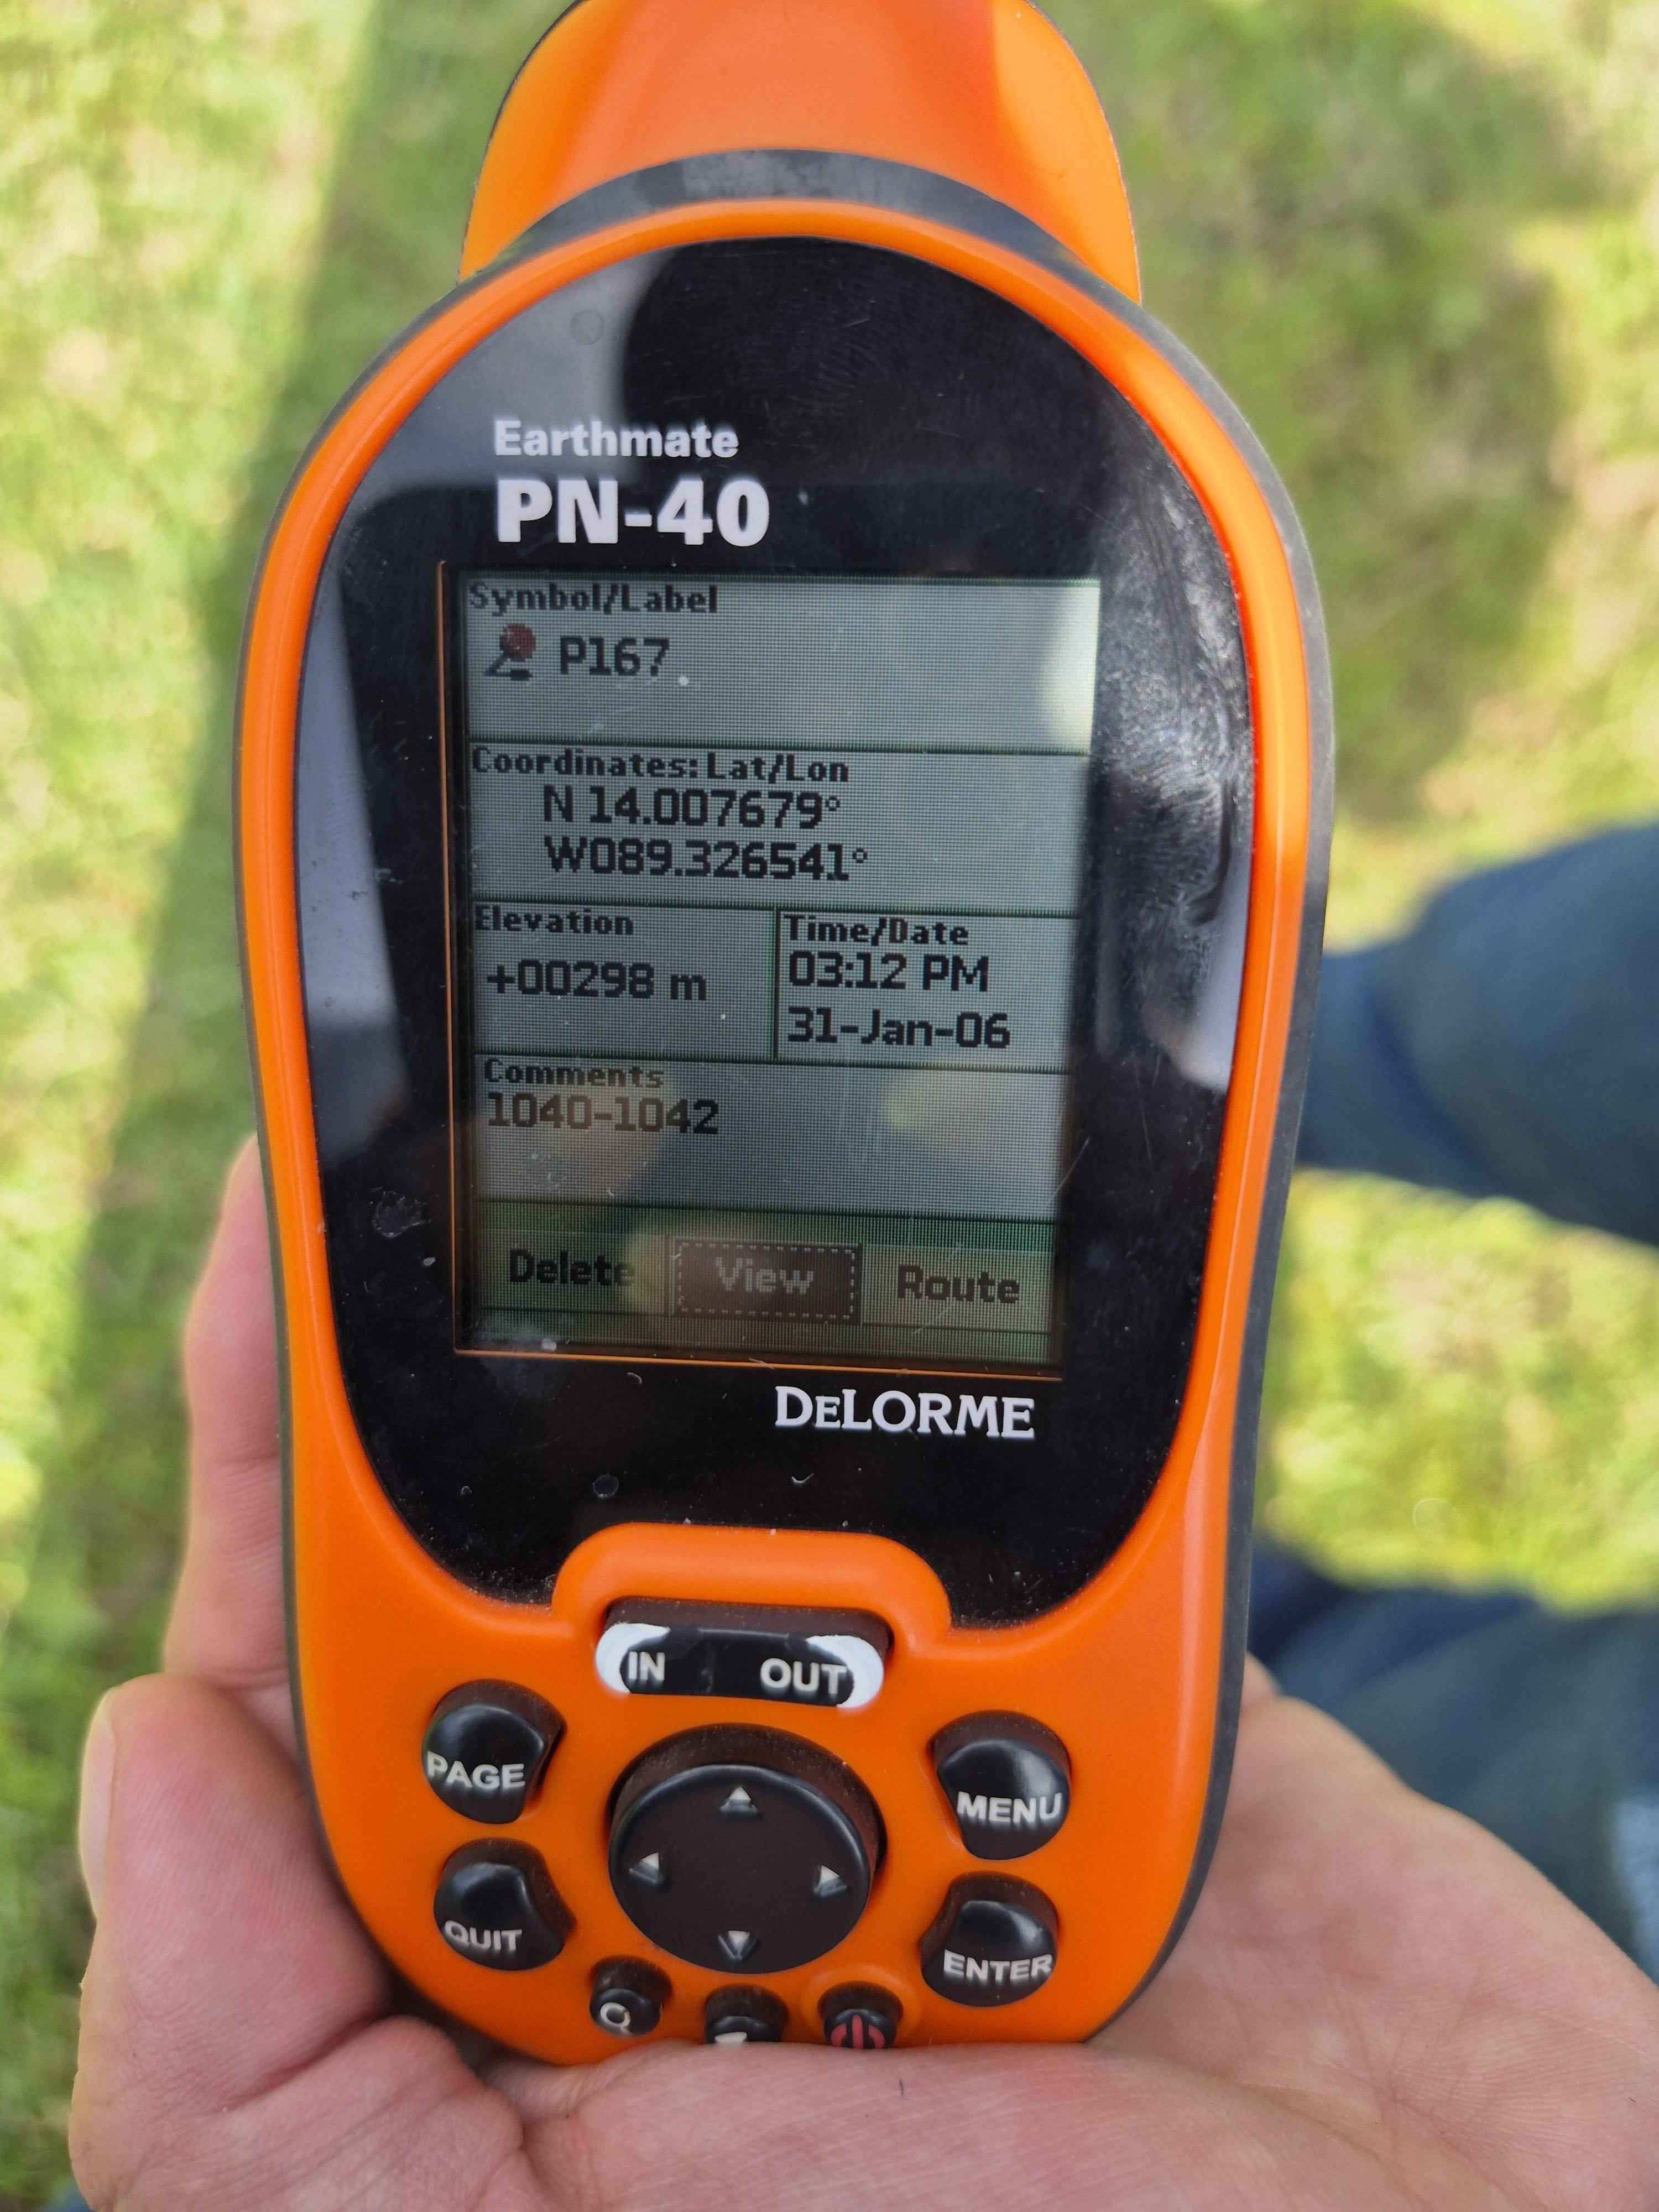 Earthmate
PN-40
Symbol/Label
P167
Coordinates: Lat/Lon
N 14.007679°
W089.326541°
Elevation
+00298 m
Time/Date
03:12 PM
31-Jan-06
Comments
1040-1042
Delete View Route
DELORME
IN OUT
PAGE
MENU
QUIT
ENTER